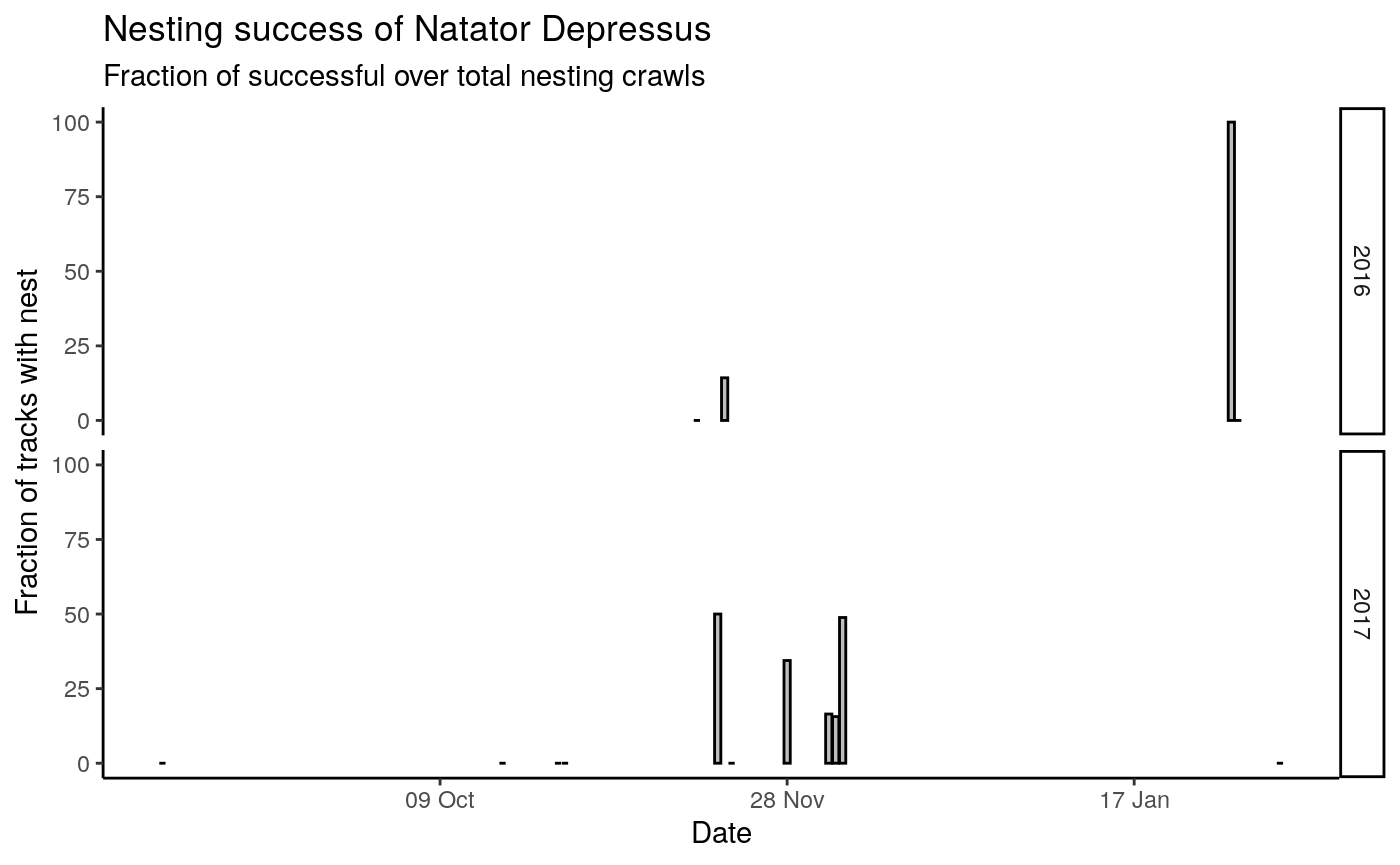 Nesting success of Natator Depressus
Fraction of successful over total nesting crawls
Fraction of tracks with nest
100
75
50
25
0
2016
100
75
50
25
0
2017
09 Oct
28 Nov
17 Jan
Date